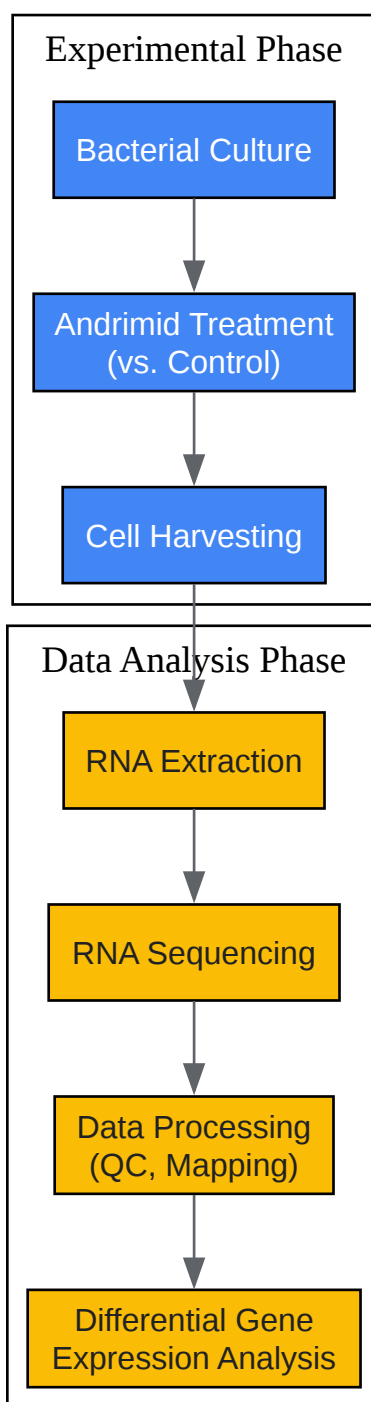 Experimental Phase
Bacterial Culture
Andrimid Treatment
(vs. Control)
Cell Harvesting
Data Analysis Phase
RNA Extraction
RNA Sequencing
Data Processing
(QC, Mapping)
Differential Gene
Expression Analysis